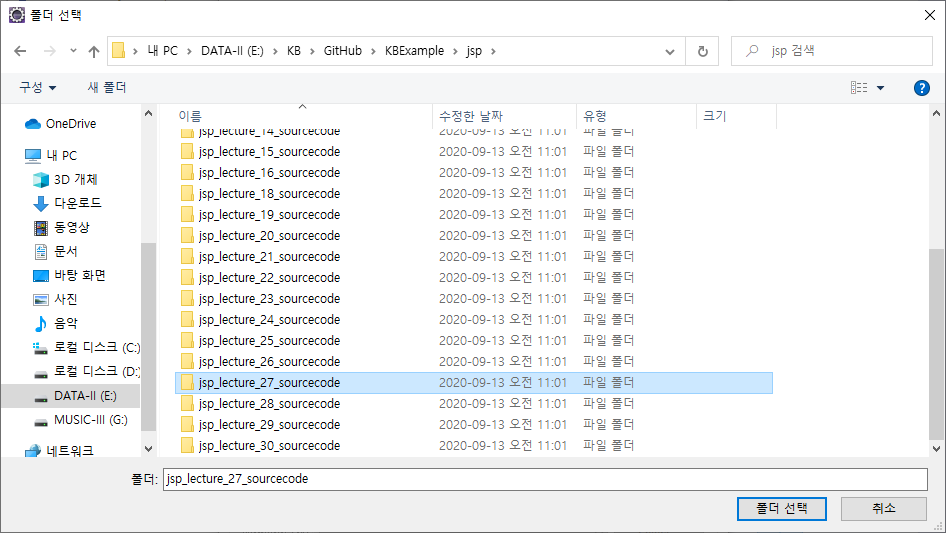 폴더 선택
내 PC > DATA-II (E:) > KB > GitHub > KBExample > jsp >
jsp 검색
구성
새 폴더
?
OneDrive
내 PC
3D 개체
다운로드
동영상
문서
바탕 화면
사진
음악
로컬 디스크 (C:)
로컬 디스크 (D:)
DATA-II (E:)
MUSIC-III (G:)
네트워크
이름 수정한 날짜 유형 크기
jsp_lecture_14_sourcecode 2020-09-13 오전 11:01 파일 폴더
jsp_lecture_15_sourcecode 2020-09-13 오전 11:01 파일 폴더
jsp_lecture_16_sourcecode 2020-09-13 오전 11:01 파일 폴더
jsp_lecture_18_sourcecode 2020-09-13 오전 11:01 파일 폴더
jsp_lecture_19_sourcecode 2020-09-13 오전 11:01 파일 폴더
jsp_lecture_20_sourcecode 2020-09-13 오전 11:01 파일 폴더
jsp_lecture_21_sourcecode 2020-09-13 오전 11:01 파일 폴더
jsp_lecture_22_sourcecode 2020-09-13 오전 11:01 파일 폴더
jsp_lecture_23_sourcecode 2020-09-13 오전 11:01 파일 폴더
jsp_lecture_24_sourcecode 2020-09-13 오전 11:01 파일 폴더
jsp_lecture_25_sourcecode 2020-09-13 오전 11:01 파일 폴더
jsp_lecture_26_sourcecode 2020-09-13 오전 11:01 파일 폴더
jsp_lecture_27_sourcecode 2020-09-13 오전 11:01 파일 폴더
jsp_lecture_28_sourcecode 2020-09-13 오전 11:01 파일 폴더
jsp_lecture_29_sourcecode 2020-09-13 오전 11:01 파일 폴더
jsp_lecture_30_sourcecode 2020-09-13 오전 11:01 파일 폴더
폴더: jsp_lecture_27_sourcecode
폴더 선택
취소